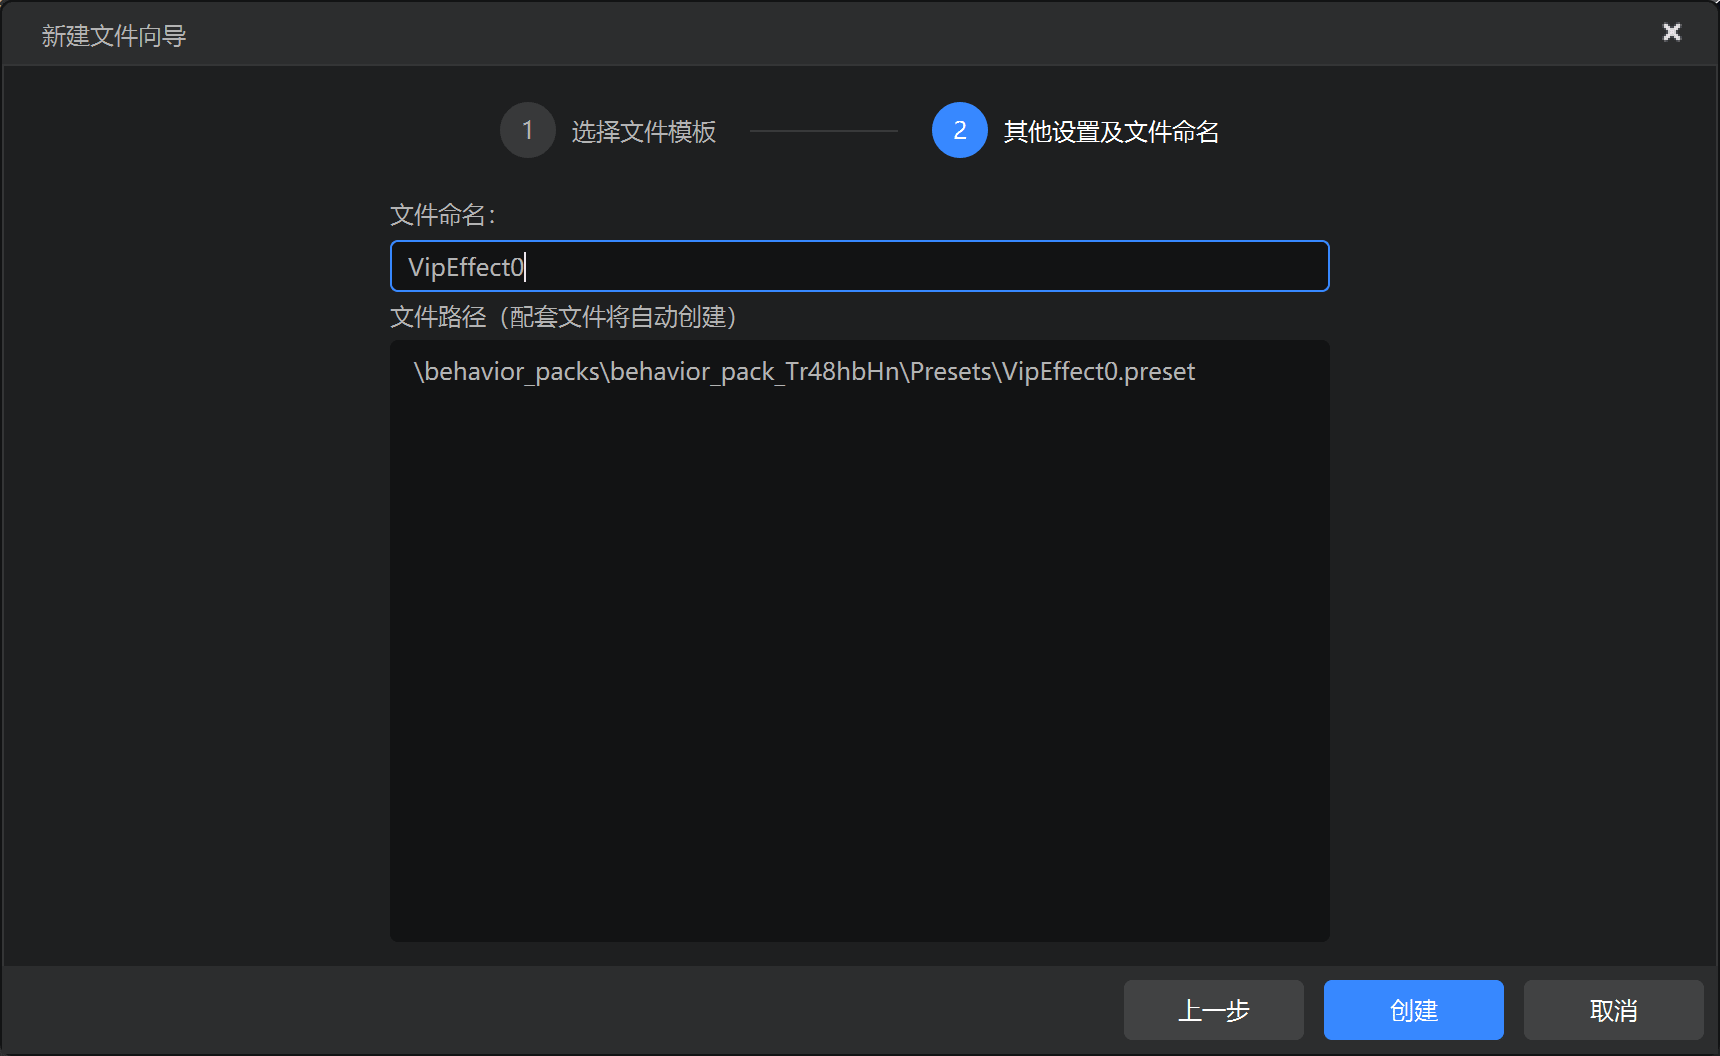 新建文件向导
1 选择文件模板 2 其他设置及文件命名
文件命名：
VipEffect0
文件路径（配套文件将自动创建）
\behavior_packs\behavior_pack_Tr48hbHn\Presets\VipEffect0.preset
上一步 创建 取消